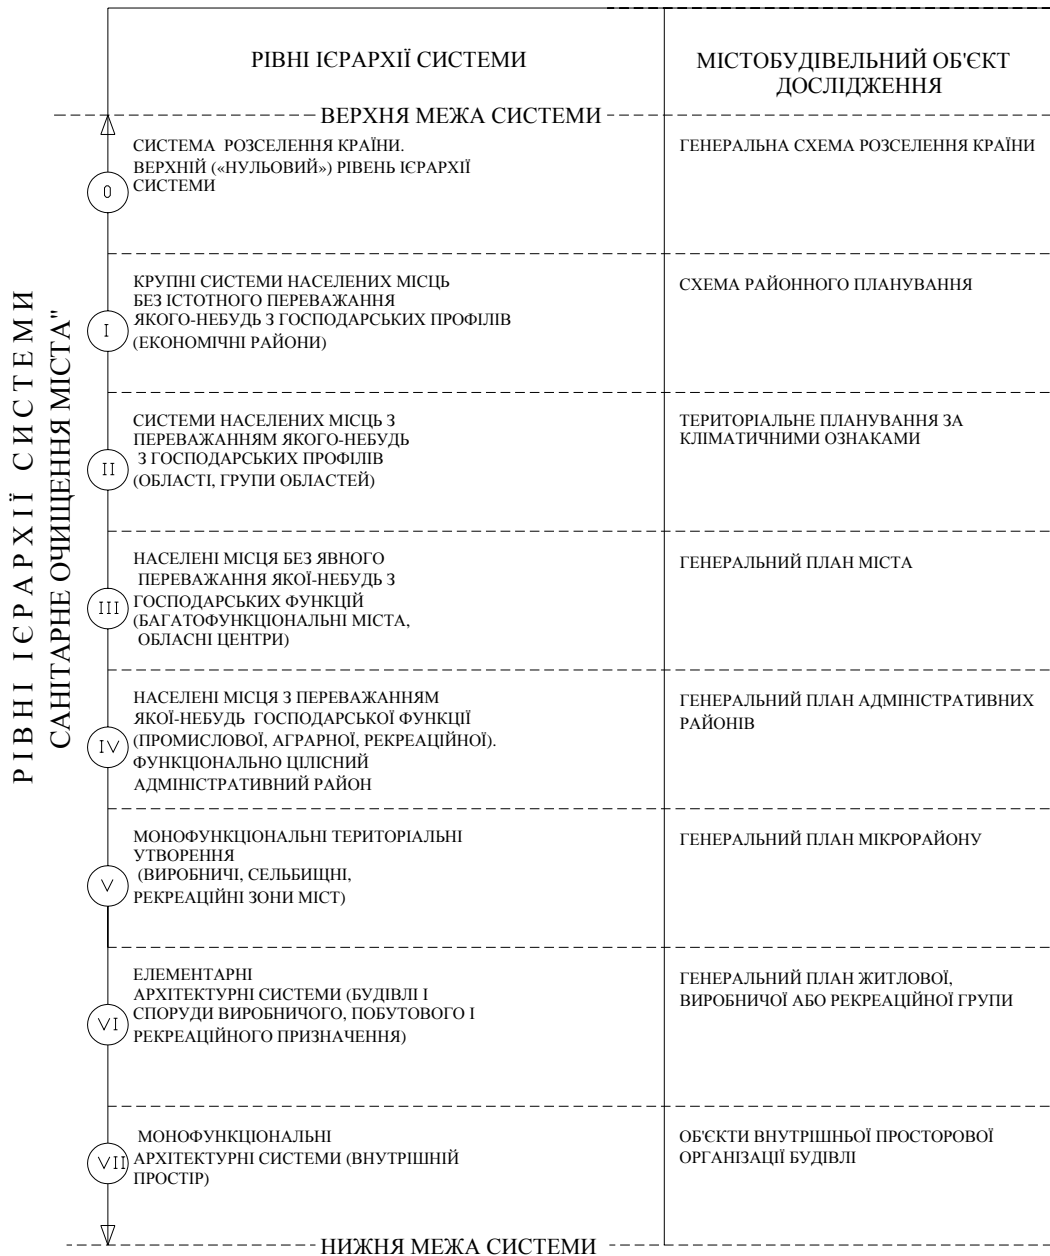 РІВНІ ІЄРАРХІЇ СИСТЕМИ
САНІТАРНЕ ОЧИЩЕННЯ МІСТА"
РІВНІ ІЄРАРХІЇ СИСТЕМИ
МІСТОБУДІВЕЛЬНИЙ ОБ'ЄКТ
ДОСЛІДЖЕННЯ
ВЕРХНЯ МЕЖА СИСТЕМИ
0
СИСТЕМА РОЗСЕЛЕННЯ КРАЇНИ.
ВЕРХНІЙ («НУЛЬОВИЙ») РІВЕНЬ ІЄРАРХІЇ
СИСТЕМИ
ГЕНЕРАЛЬНА СХЕМА РОЗСЕЛЕННЯ КРАЇНИ
I
КРУПНІ СИСТЕМИ НАСЕЛЕНИХ МІСЦЬ
БЕЗ ІСТОТНОГО ПЕРЕВАЖАННЯ
ЯКОГО-НЕБУДЬ З ГОСПОДАРСЬКИХ ПРОФІЛІВ
(ЕКОНОМІЧНІ РАЙОНИ)
СХЕМА РАЙОННОГО ПЛАНУВАННЯ
II
СИСТЕМИ НАСЕЛЕНИХ МІСЦЬ З
ПЕРЕВАЖАННЯМ ЯКОГО-НЕБУДЬ
З ГОСПОДАРСЬКИХ ПРОФІЛІВ
(ОБЛАСТІ, ГРУПИ ОБЛАСТЕЙ)
ТЕРИТОРІАЛЬНЕ ПЛАНУВАННЯ ЗА
КЛІМАТИЧНИМИ ОЗНАКАМИ
III
НАСЕЛЕНІ МІСЦЯ БЕЗ ЯВНОГО
ПЕРЕВАЖАННЯ ЯКОЇ-НЕБУДЬ З
ГОСПОДАРСЬКИХ ФУНКЦІЙ
(БАГАТОФУНКЦІОНАЛЬНІ МІСТА,
ОБЛАСНІ ЦЕНТРИ)
ГЕНЕРАЛЬНИЙ ПЛАН МІСТА
IV
НАСЕЛЕНІ МІСЦЯ З ПЕРЕВАЖАННЯМ
ЯКОЇ-НЕБУДЬ ГОСПОДАРСЬКОЇ ФУНКЦІЇ
(ПРОМИСЛОВОЇ, АГРАРНОЇ, РЕКРЕАЦІЙНОЇ).
ФУНКЦІОНАЛЬНО ЦІЛІСНИЙ
АДМІНІСТРАТИВНИЙ РАЙОН
ГЕНЕРАЛЬНИЙ ПЛАН АДМІНІСТРАТИВНИХ
РАЙОНІВ
V
МОНОФУНКЦІОНАЛЬНІ ТЕРИТОРІАЛЬНІ
УТВОРЕННЯ
(ВИРОБНИЧІ, СЕЛЬБИЩНІ,
РЕКРЕАЦІЙНІ ЗОНИ МІСТ)
ГЕНЕРАЛЬНИЙ ПЛАН МІКРОРАЙОНУ
VI
ЕЛЕМЕНТАРНІ
АРХІТЕКТУРНІ СИСТЕМИ (БУДІВЛІ І
СПОРУДИ ВИРОБНИЧОГО, ПОБУТОВОГО І
РЕКРЕАЦІЙНОГО ПРИЗНАЧЕННЯ)
ГЕНЕРАЛЬНИЙ ПЛАН ЖИТЛОВОЇ,
ВИРОБНИЧОЇ АБО РЕКРЕАЦІЙНОЇ ГРУПИ
VII
МОНОФУНКЦІОНАЛЬНІ
АРХІТЕКТУРНІ СИСТЕМИ (ВНУТРІШНІЙ
ПРОСТІР)
ОБ'ЄКТИ ВНУТРІШНЬОЇ ПРОСТОРОВОЇ
ОРГАНІЗАЦІЇ БУДІВЛІ
НИЖНЯ МЕЖА СИСТЕМИ